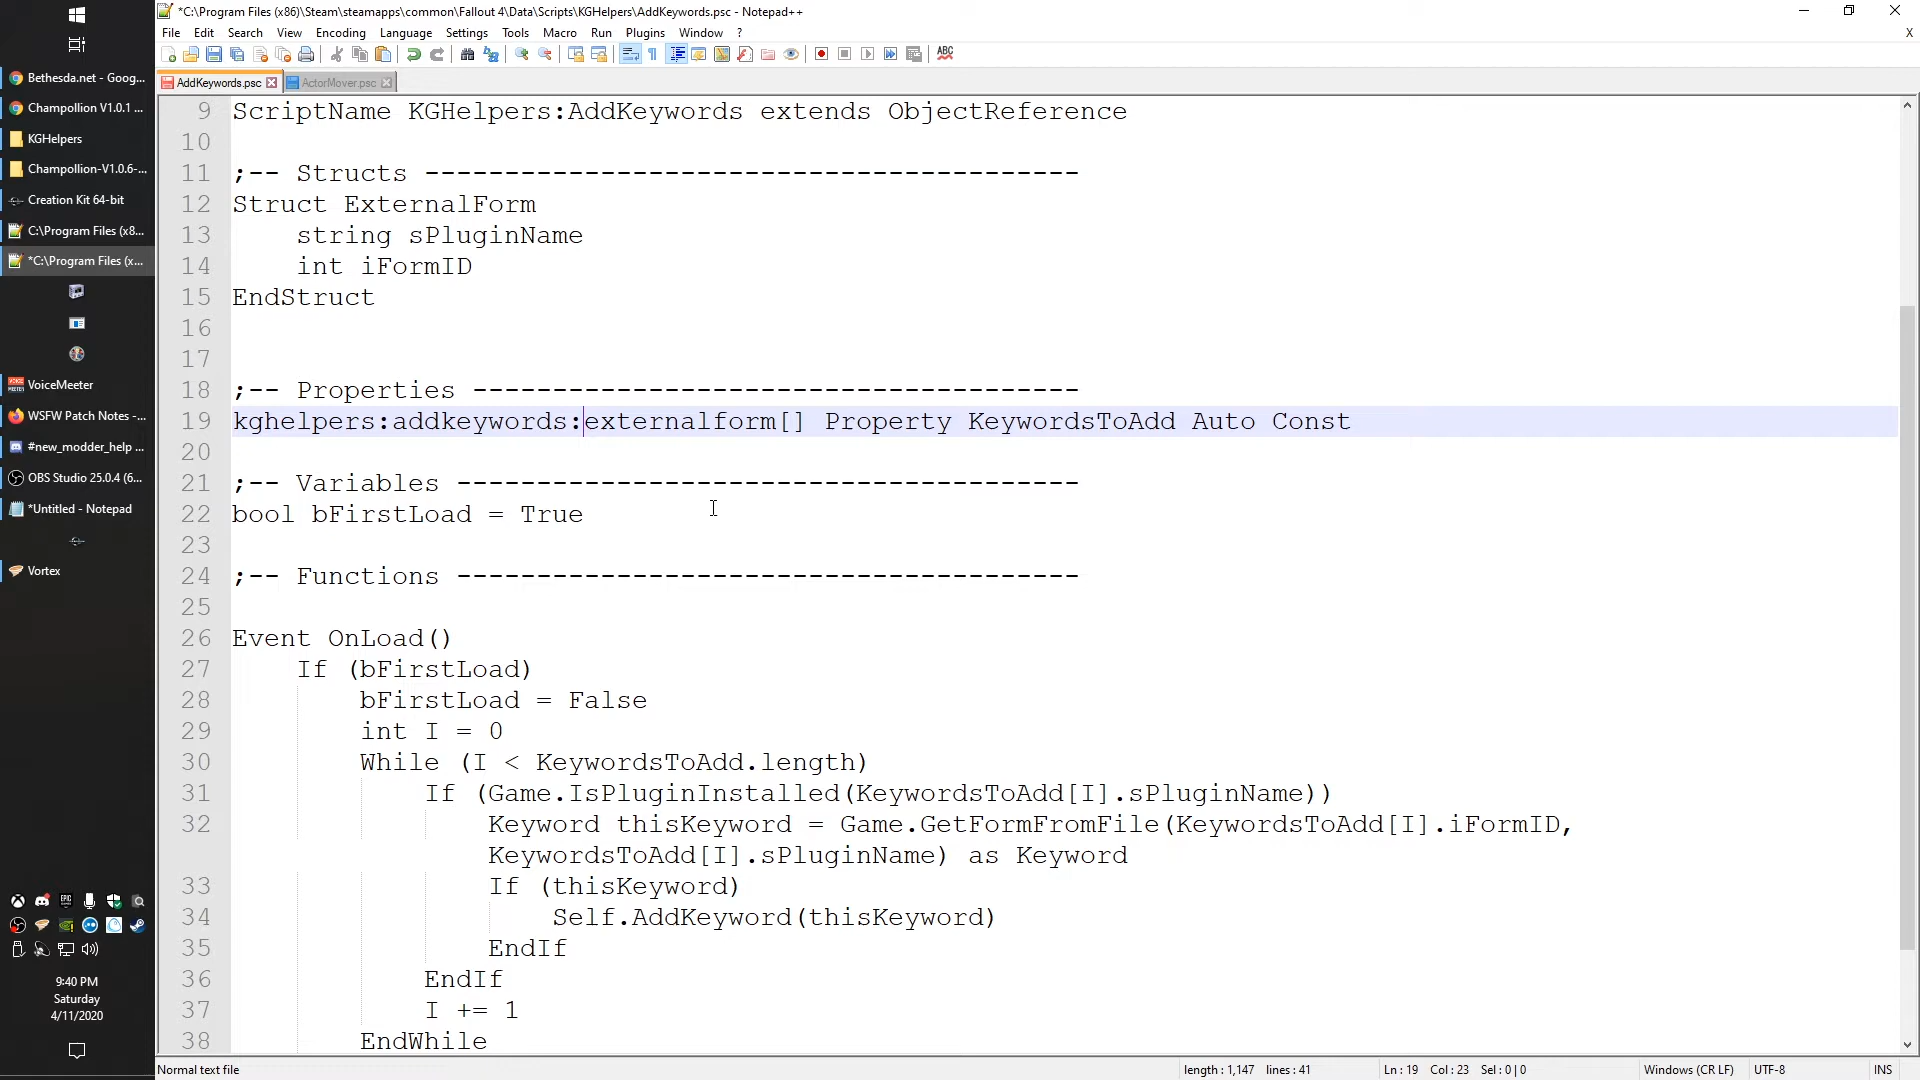 *C:\Program Files (x86)\Steam\steamapps\common\Fallout 4\Data\Scripts\KGHelpers\AddKeywords.psc - Notepad++
File Edit Search View Encoding Language Settings Tools Macro Run Plugins Window ? X
AddKeywords.psc ActorMover.psc
Bethesda.net - Goog...
Champollion V1.0.1 ...
KGHelpers
Champollion-V1.0.6-...
Creation Kit 64-bit
C:\Program Files (x8...
*C:\Program Files (x...
VoiceMeeter
WSFW Patch Notes -...
#new_modder_help ...
OBS Studio 25.0.4 (6...
*Untitled - Notepad
Vortex
9:40 PM
Saturday
4/11/2020
9 ScriptName KGHelpers:AddKeywords extends ObjectReference
10
11 ;-- Structs -----------------------------------------
12 Struct ExternalForm
13 string sPluginName
14 int iFormID
15 EndStruct
16
17
18 ;-- Properties --------------------------------------
19 kghelpers:addkeywords:externalform[] Property KeywordsToAdd Auto Const
20
21 ;-- Variables ---------------------------------------
22 bool bFirstLoad = True
23
24 ;-- Functions ---------------------------------------
25
26 Event OnLoad()
27 If (bFirstLoad)
28 bFirstLoad = False
29 int I = 0
30 While (I < KeywordsToAdd.length)
31 If (Game.IsPluginInstalled(KeywordsToAdd[I].sPluginName))
32 Keyword thisKeyword = Game.GetFormFromFile(KeywordsToAdd[I].iFormID,
KeywordsToAdd[I].sPluginName) as Keyword
33 If (thisKeyword)
34 Self.AddKeyword(thisKeyword)
35 EndIf
36 EndIf
37 I += 1
38 EndWhile
Normal text file length : 1,147 lines : 41 Ln : 19 Col : 23 Sel : 0 | 0 Windows (CR LF) UTF-8 INS